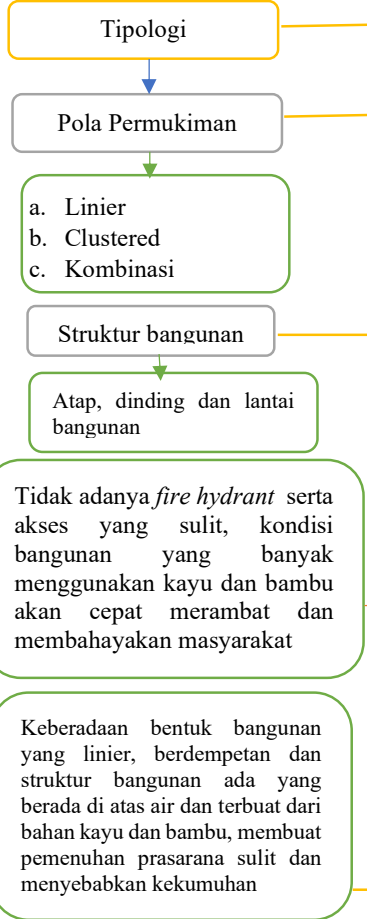 Tipologi
Pola Permukiman
a. Linier
b. Clustered
c. Kombinasi
Struktur bangunan
Atap, dinding dan lantai
bangunan
Tidak adanya fire hydrant serta
akses yang sulit, kondisi
bangunan yang banyak
menggunakan kayu dan bambu
akan cepat merambat dan
membahayakan masyarakat
Keberadaan bentuk bangunan
yang linier, berdempetan dan
struktur bangunan ada yang
berada di atas air dan terbuat dari
bahan kayu dan bambu, membuat
pemenuhan prasarana sulit dan
menyebabkan kekumuhan